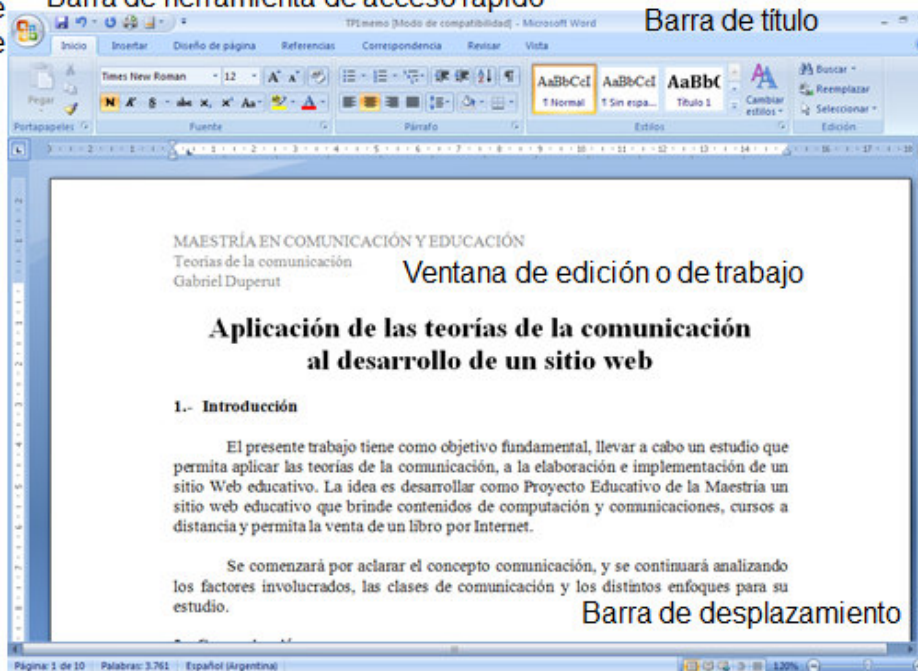 Barra de herramienta de acceso rápido
TP1memo [Modo de compatibilidad] - Microsoft Word
Barra de título
Inicio Insertar Diseño de página Referencias Correspondencia Revisar Vista
Times New Roman 12
Pegar
N K S abc x, x² Aa
AaBbCcI AaBbCcI AaBbC
¶ Normal ¶ Sin espa... Título 1
Cambiar estilos
Buscar
Reemplazar
Seleccionar
Portapapeles Fuente Párrafo Estilos Edición
MAESTRÍA EN COMUNICACIÓN Y EDUCACIÓN
Teorías de la comunicación
Gabriel Duperut
Ventana de edición o de trabajo
Aplicación de las teorías de la comunicación
al desarrollo de un sitio web
1.- Introducción
El presente trabajo tiene como objetivo fundamental, llevar a cabo un estudio que
permita aplicar las teorías de la comunicación, a la elaboración e implementación de un
sitio Web educativo. La idea es desarrollar como Proyecto Educativo de la Maestría un
sitio web educativo que brinde contenidos de computación y comunicaciones, cursos a
distancia y permita la venta de un libro por Internet.
Se comenzará por aclarar el concepto comunicación, y se continuará analizando
los factores involucrados, las clases de comunicación y los distintos enfoques para su
estudio.
Barra de desplazamiento
Página: 1 de 10 Palabras: 3.761 Español (Argentina) 120%